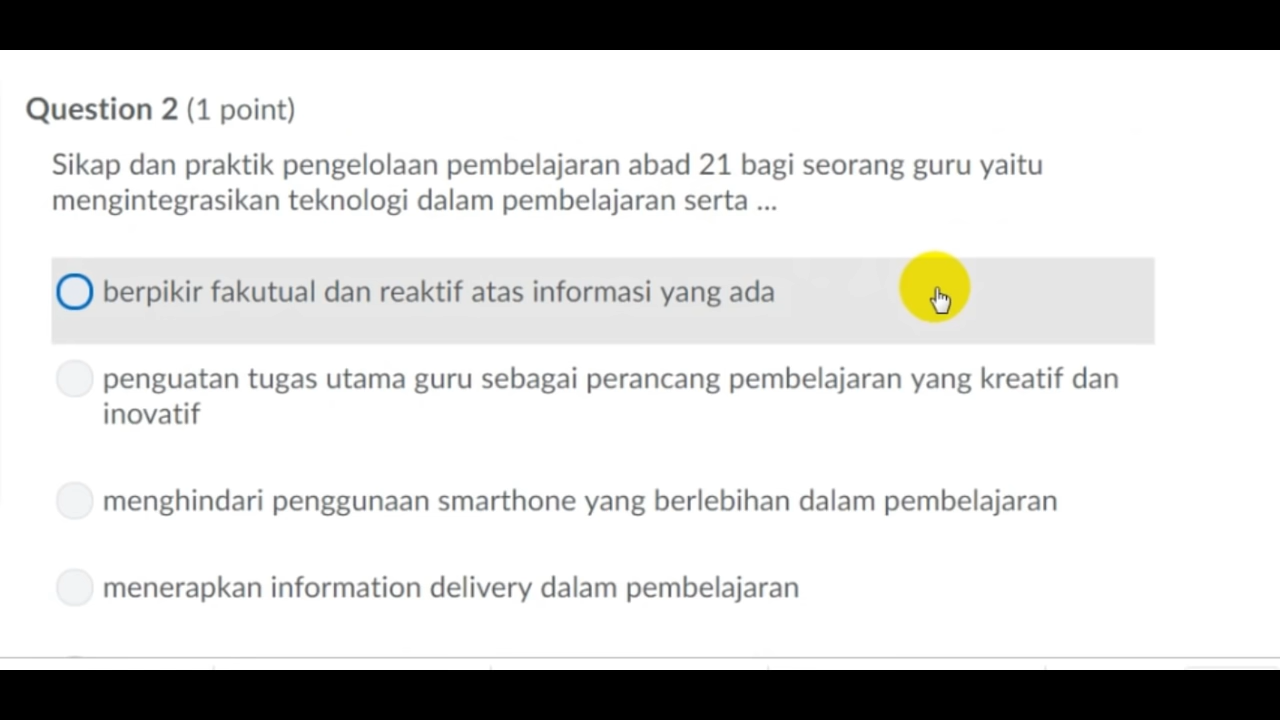 Question 2 (1 point)
Sikap dan praktik pengelolaan pembelajaran abad 21 bagi seorang guru yaitu
mengintegrasikan teknologi dalam pembelajaran serta ...
berpikir fakutual dan reaktif atas informasi yang ada
penguatan tugas utama guru sebagai perancang pembelajaran yang kreatif dan
inovatif
menghindari penggunaan smarthone yang berlebihan dalam pembelajaran
menerapkan information delivery dalam pembelajaran